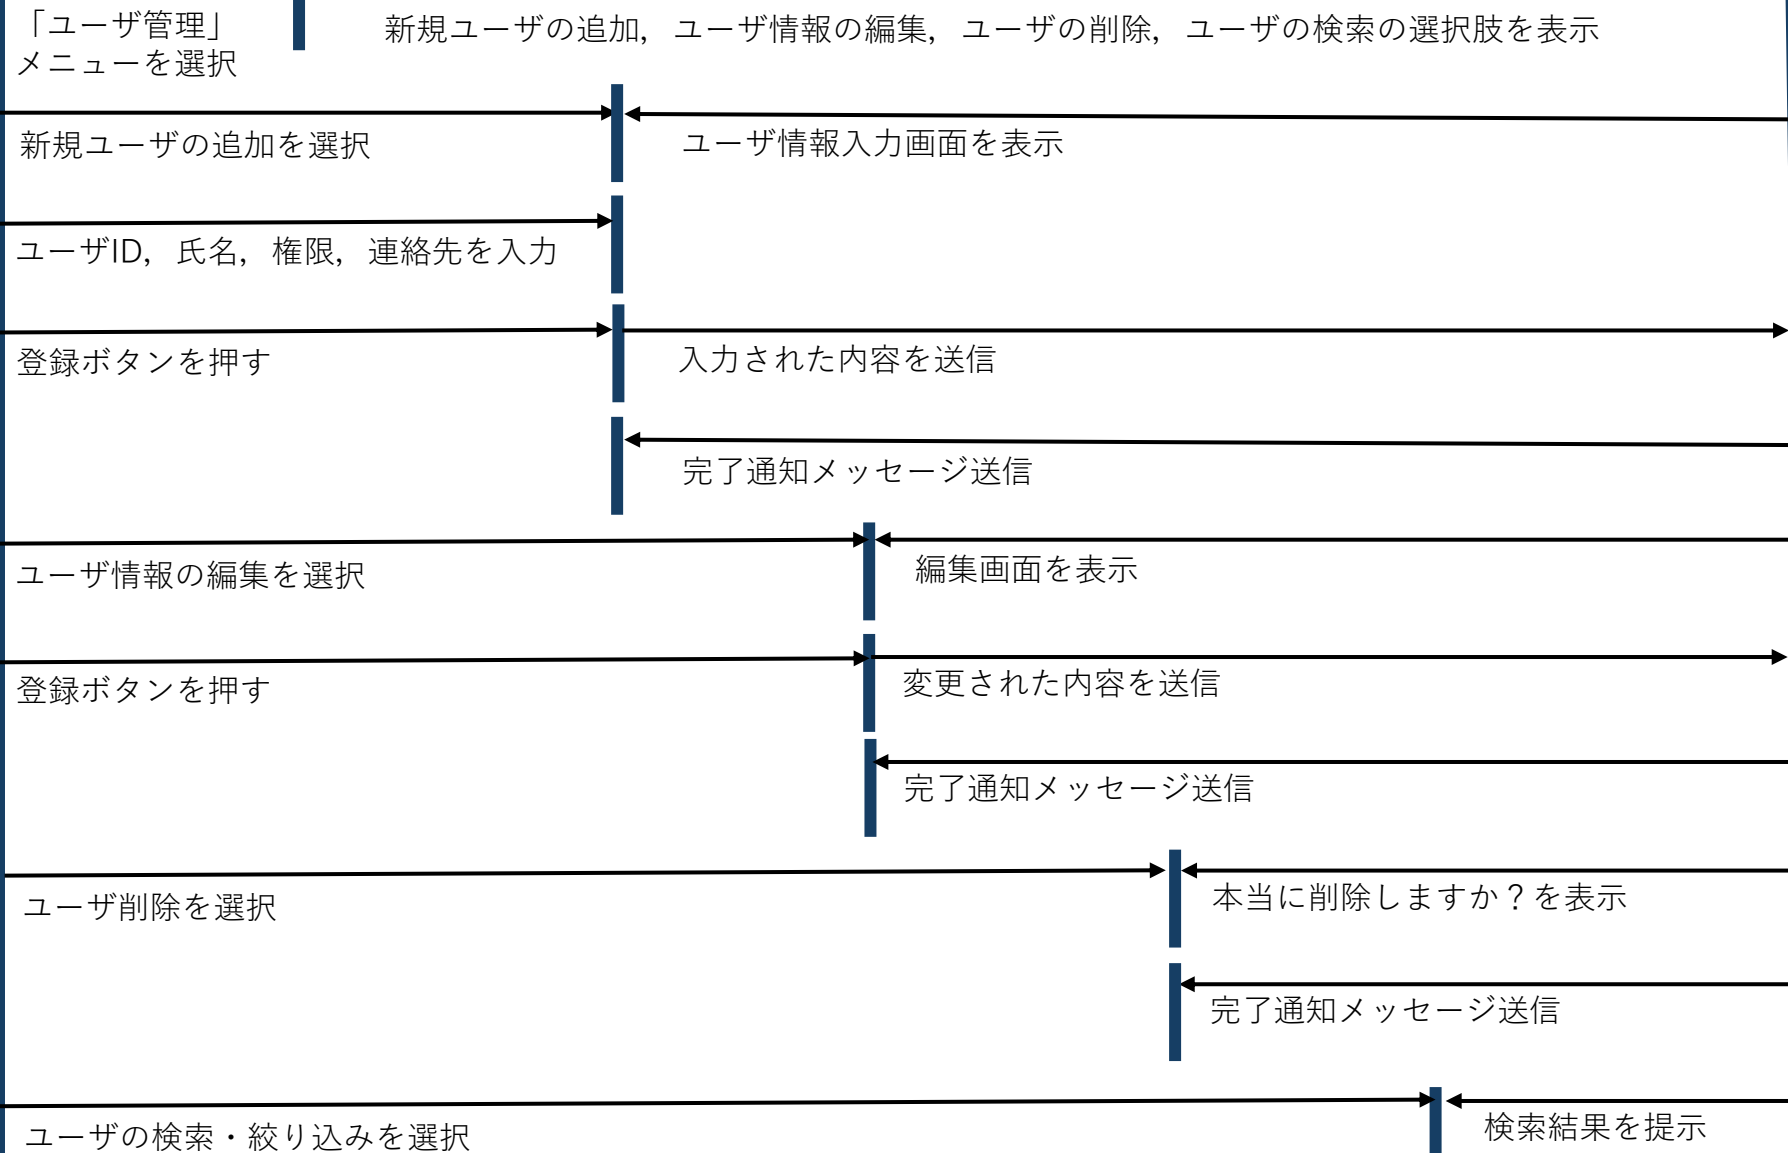 「ユーザ管理」
メニューを選択
新規ユーザの追加，ユーザ情報の編集，ユーザの削除，ユーザの検索の選択肢を表示
新規ユーザの追加を選択
ユーザ情報入力画面を表示
ユーザID，氏名，権限，連絡先を入力
登録ボタンを押す
入力された内容を送信
完了通知メッセージ送信
ユーザ情報の編集を選択
編集画面を表示
登録ボタンを押す
変更された内容を送信
完了通知メッセージ送信
ユーザ削除を選択
本当に削除しますか？を表示
完了通知メッセージ送信
ユーザの検索・絞り込みを選択
検索結果を提示